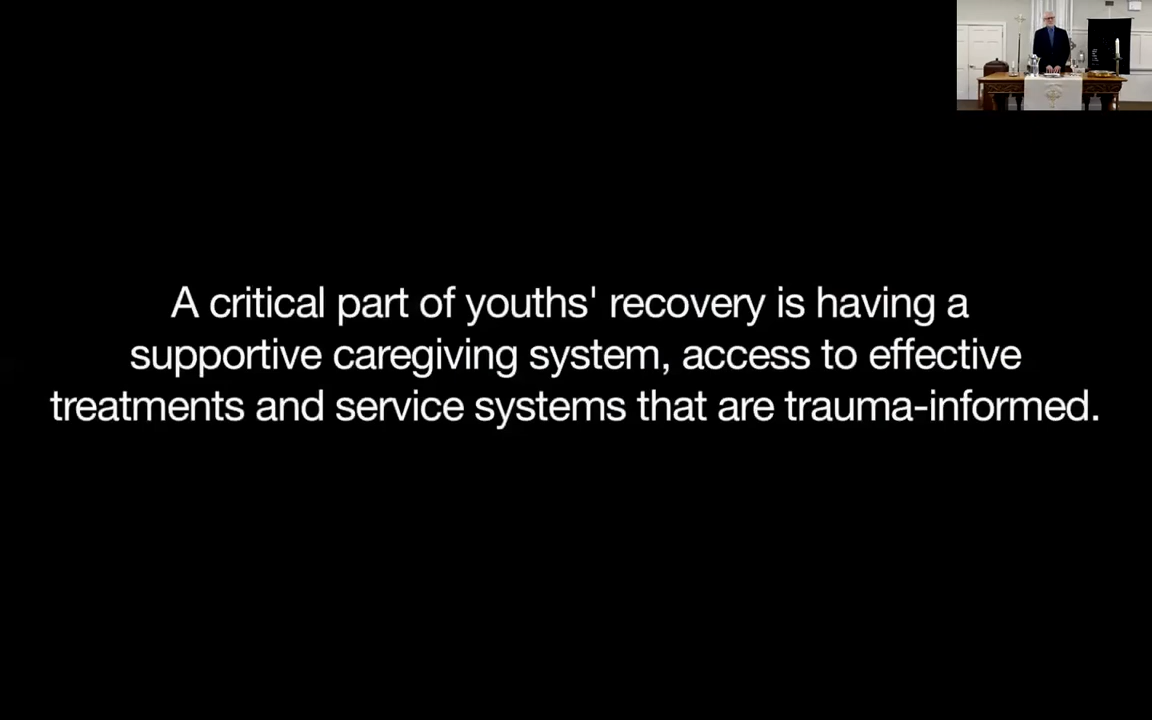 A critical part of youths' recovery is having a
supportive caregiving system, access to effective
treatments and service systems that are trauma-informed.